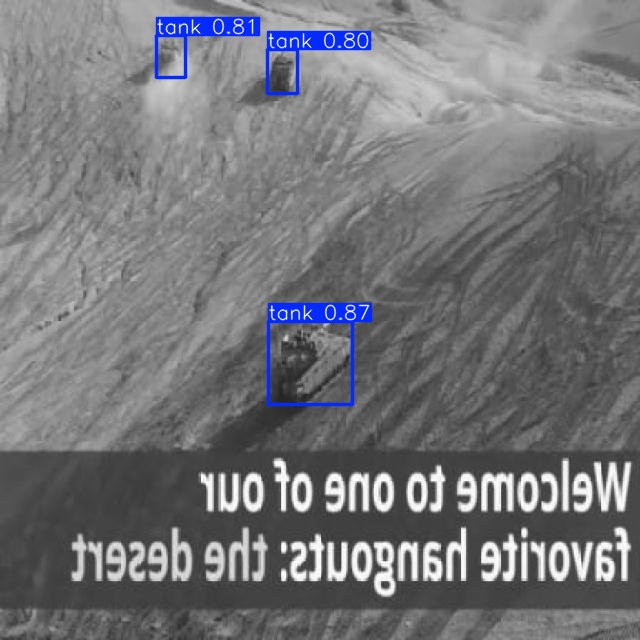 tank 0.81
tank 0.80
tank 0.87
Welcome to one of our
favorite hangouts: the desert